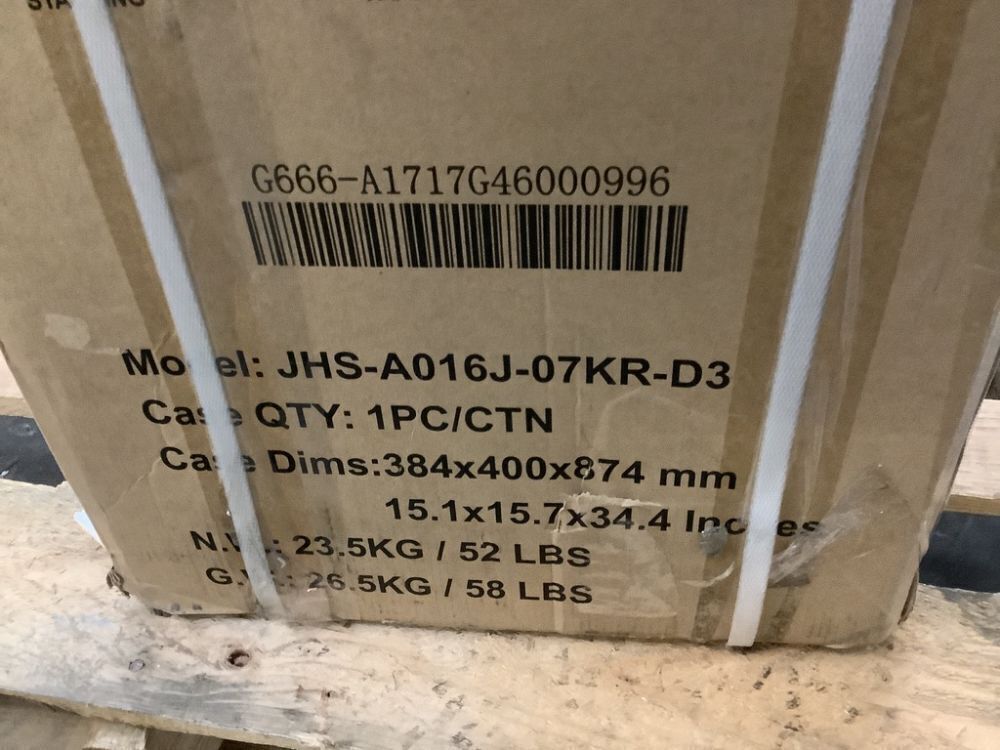 G666-A1717G46000996
Model: JHS-A016J-07KR-D3
Case QTY: 1PC/CTN
Case Dims:384x400x874 mm
15.1x15.7x34.4 Inches
N.W.: 23.5KG / 52 LBS
G.W.: 26.5KG / 58 LBS